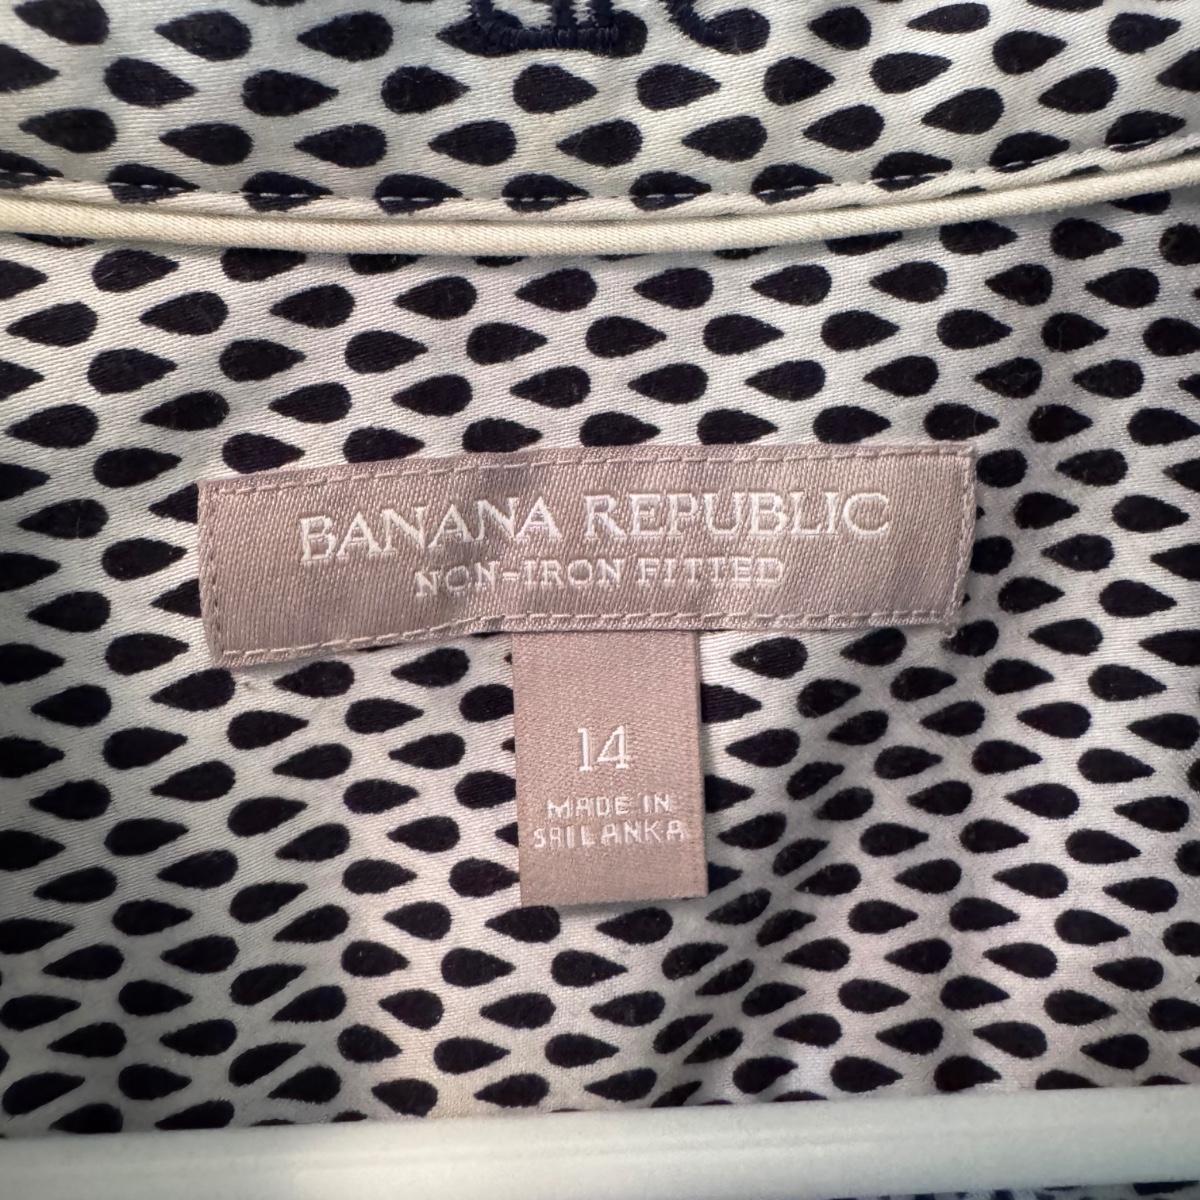 BANANA REPUBLIC
NON-IRON FITTED
14
MADE IN
SRI LANKA